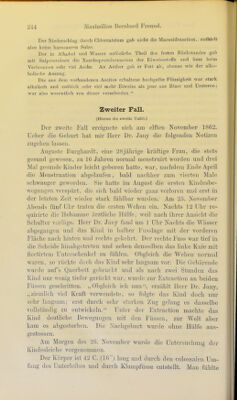 244 Maximilian Bernhard Freund.
Der Rückschlag durch Chlorcalcium gab nicht die Murexidreaction, enthielt
also keine harnsauren Salze.
Der in Alkohol und Wasser unlösliche Theil des festen Rückstandes gab
mit
Verbrennen sehr viel Asche. An Aether gab er Fett ab, ebenso wie der alko-
holische Auszug.
Die aus dem vorhandenen Ascites erhaltene hochgelbe Flüssigkeit war stark
alkalisch und enthielt sehr viel mehr Eiweiss als jene aus Blase und Ureteren;
war also wesentlich von dieser verschieden."
Zweiter Fall.
(Hierzu die zweite Tafel.)
Der zweite Fall ereignete sich am elften November 1862.
Ueber die Geburt hat mir Herr Dr. Jany die folgenden Notizen
zugehen lassen.
Auguste Burghardt, eine 28jährige kräftige Frau, die stets
gesund gewesen, zu 16 Jahren normal menstruirt worden und drei
Mal gesunde Kinder leicht geboren hatte, war, nachdem Ende April
die Menstruation abgelaufen, bald nachher zum vierten Male
schwanger geworden. Sie hatte im August die ersten Kindesbe-
wegungen verspürt, die sich bald wieder ganz verloren und erst in
der letzten Zeit wieder stärker geworden waren. Am 25. November
Abends fünf Uhr traten die ersten Wehen ein. Nachts 12 Uhr re-
quirirte die Hebamme ärztliche Hülfe, weil nach ihrer Ansicht die
Schulter vorliege. Herr Dr. Jany fand um 1 Uhr Nachts die Wässer
abgegangen und das Kind in halber Fusslage mit der vorderen
Fläche nach hinten und rechts gekehrt. Der rechte Fuss war tief in
die Scheide hinabgetreten und neben demselben das linke Knie mit
flectirtem Unterschenkel zu fühlen. Obgleich die Wehen normal
waren, so rückte doch das Kind sehr langsam vor: Die Gebärende
wurde auf's Querbett gebracht und als nach zwei Stunden das
Kind nur wenig tiefer gerückt war, wurde zur Extraction an beiden
Füssen geschritten. „Obgleich ich nun", erzählt Herr Dr. Jany,
„ziemlich viel Kraft verwendete, so folgte das Kind doch nur
sehr langsam; erst durch sehr starken Zug gelang es dasselbe
vollständig zu entwickeln." Unter der Extraction machte das
Kind deutliche Bewegungen mit den Füssen, zur Welt aber
kam es abgestorben. Die Nachgeburt wurde ohne Hülfe aus-
gestossen.
Am Morgen des 26. November wurde die Untersuchung der
Kindesleiche vorgenommen.
Der Körper ist 42 C. (16") lang und durch den colossalen Um-
fang des Unterleibes und durch Klumpfüsse entstellt. Man fühlte